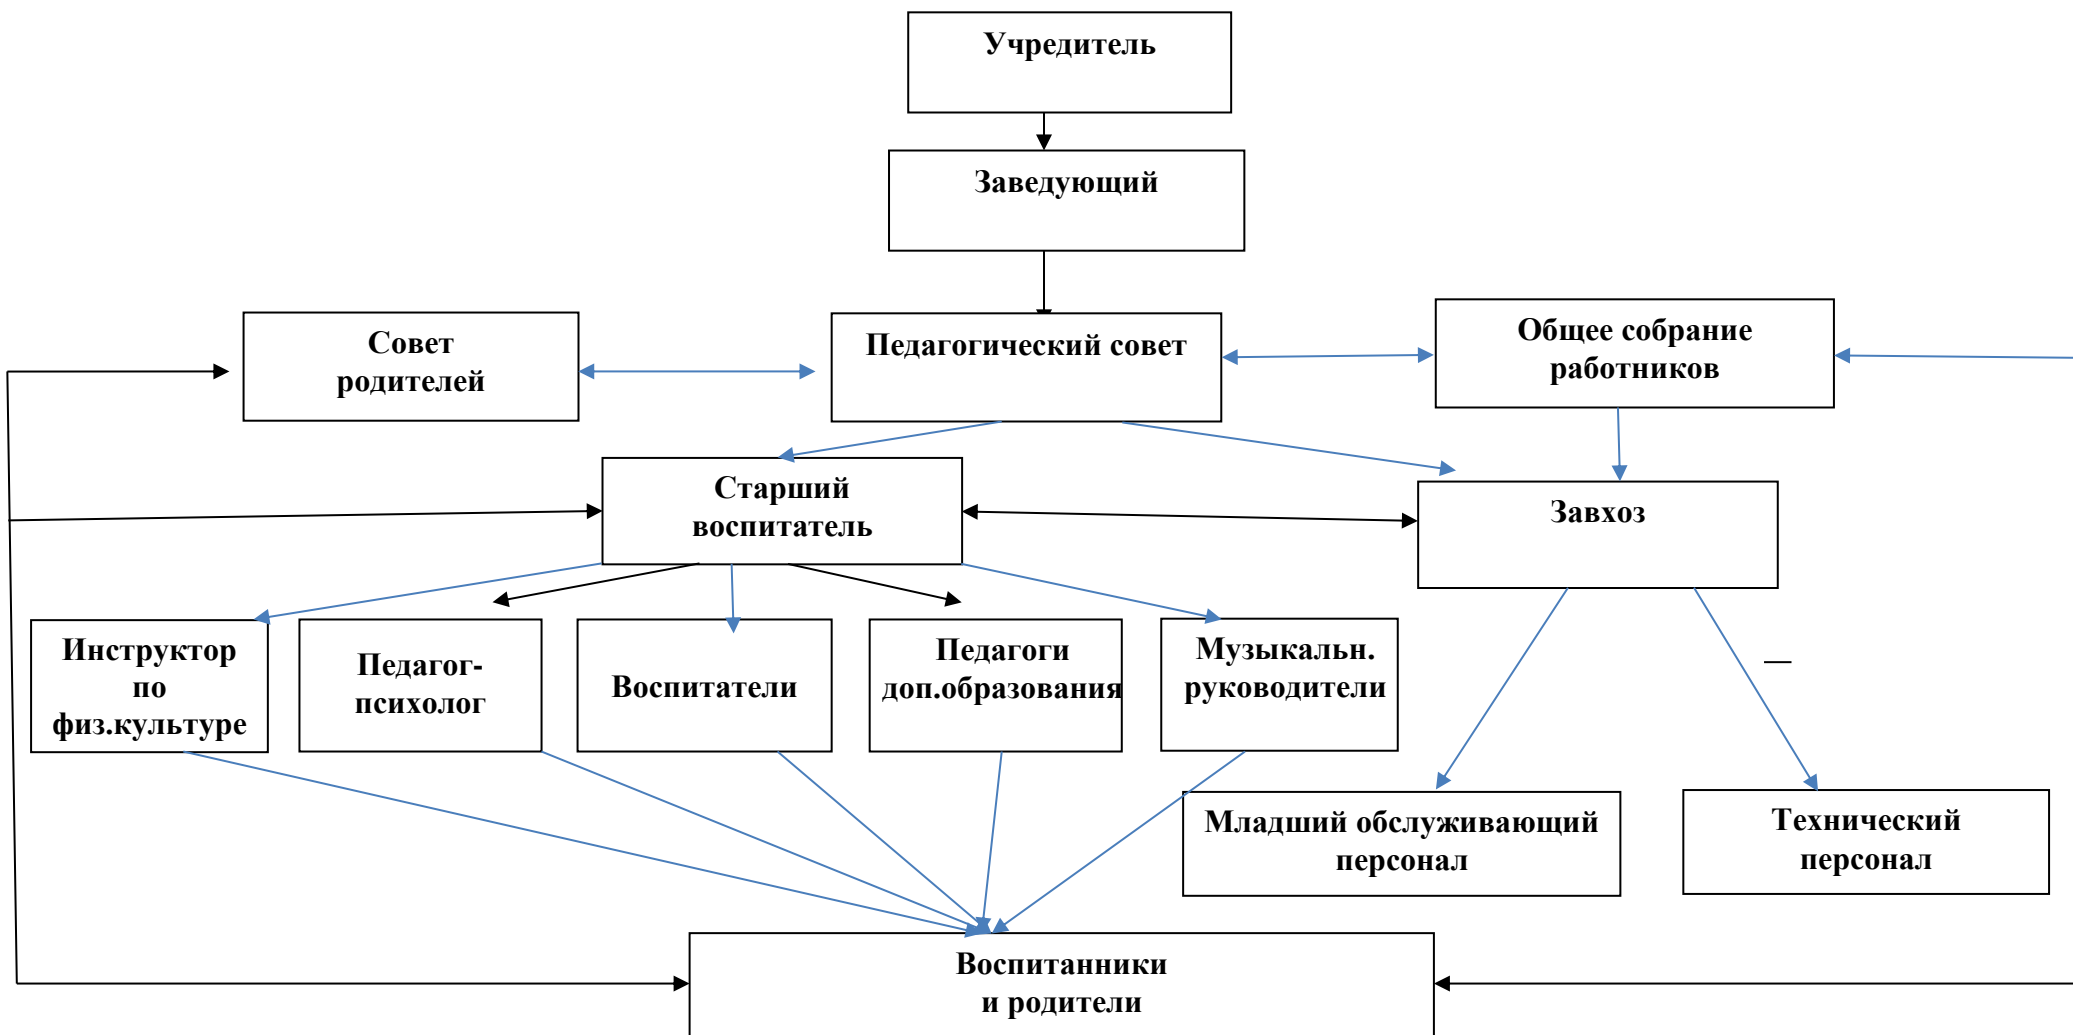 Учредитель
Заведующий
Совет
родителей
Педагогический совет
Общее собрание
работников
Старший
воспитатель
Завхоз
Инструктор
по
физ.культуре
Педагог-
психолог
Воспитатели
Педагоги
доп.образования
Музыкальн.
руководители
Младший обслуживающий
персонал
Технический
персонал
Воспитанники
и родители